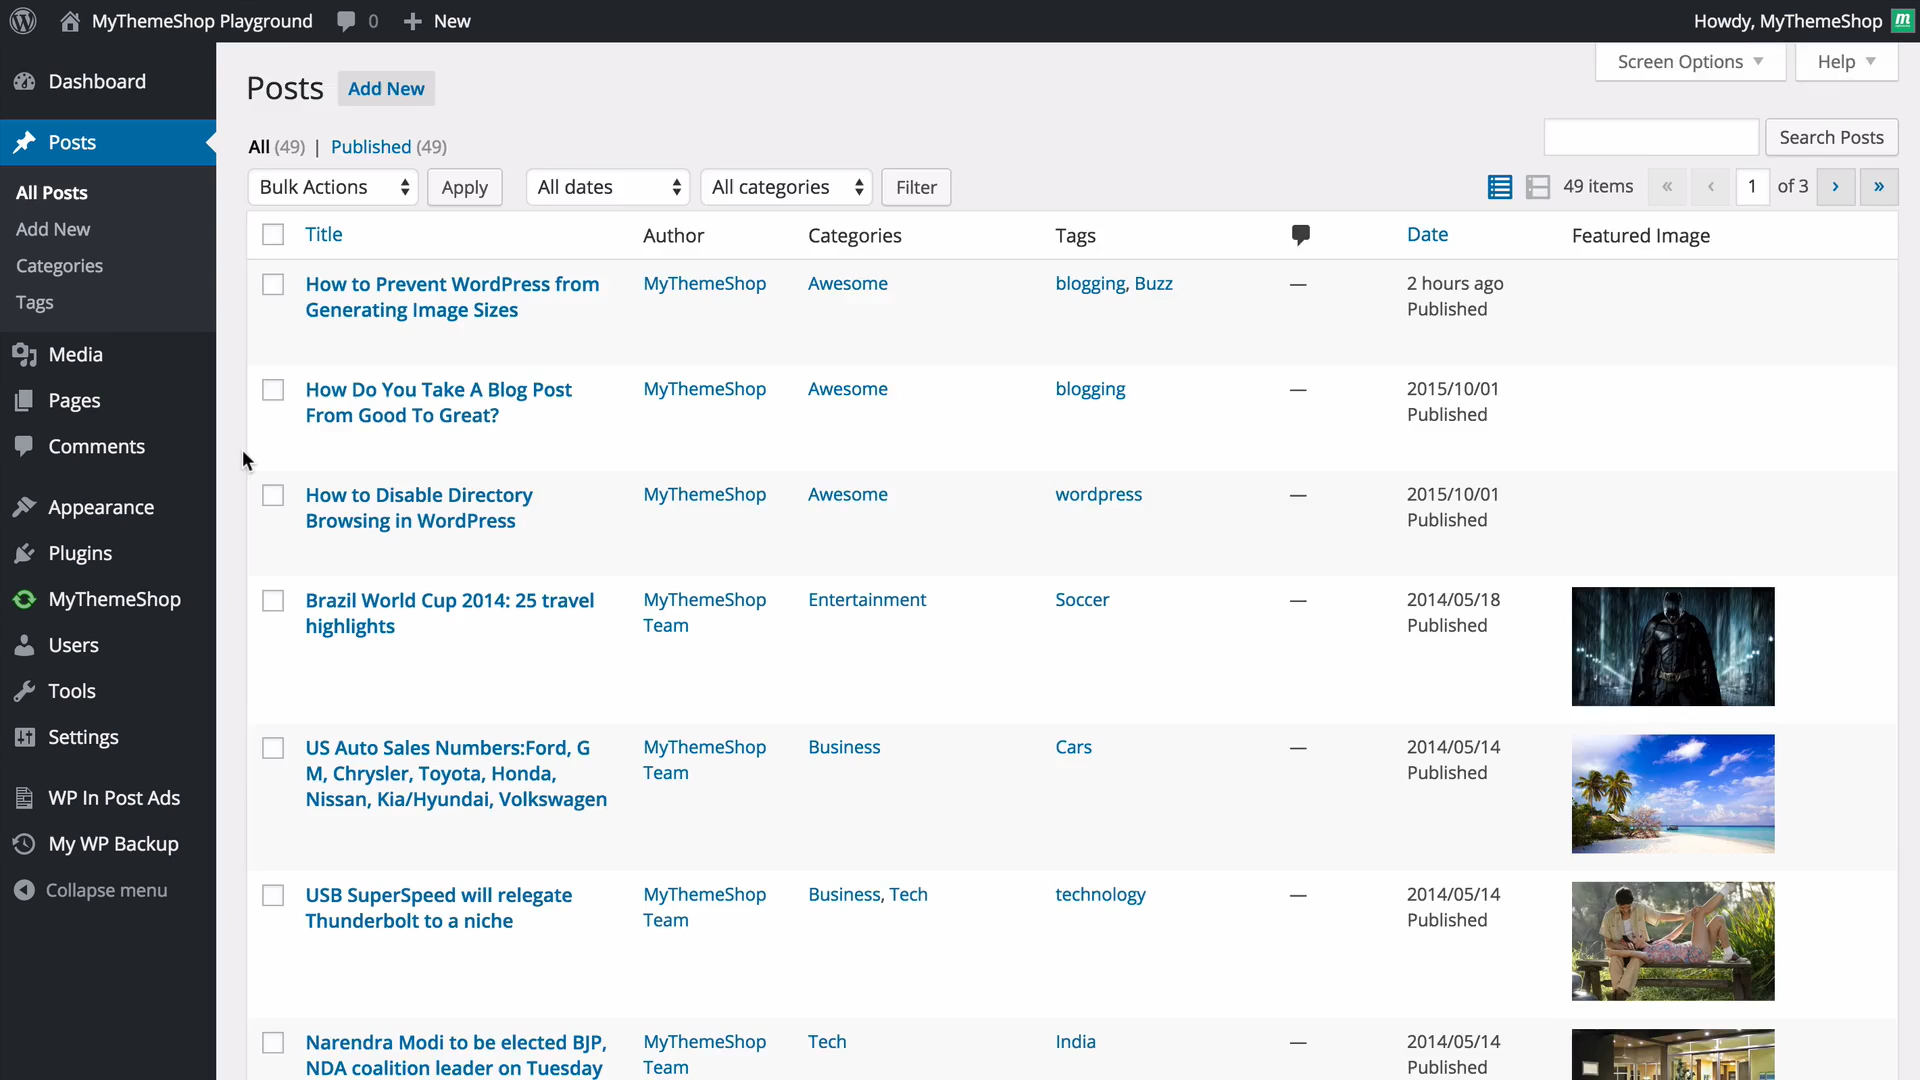 MyThemeShop Playground 0 New
Howdy, MyThemeShop
Dashboard
Posts
All Posts
Add New
Categories
Tags
Media
Pages
Comments
Appearance
Plugins
MyThemeShop
Users
Tools
Settings
WP In Post Ads
My WP Backup
Collapse menu
Screen Options
Help
Posts Add New
All (49) | Published (49)
Search Posts
Bulk Actions Apply All dates All categories Filter
49 items « ‹ 1 of 3 › »
Title Author Categories Tags Date Featured Image
How to Prevent WordPress from
Generating Image Sizes
MyThemeShop
Awesome
blogging, Buzz
—
2 hours ago
Published
How Do You Take A Blog Post
From Good To Great?
MyThemeShop
Awesome
blogging
—
2015/10/01
Published
How to Disable Directory
Browsing in WordPress
MyThemeShop
Awesome
wordpress
—
2015/10/01
Published
Brazil World Cup 2014: 25 travel
highlights
MyThemeShop
Team
Entertainment
Soccer
—
2014/05/18
Published
US Auto Sales Numbers:Ford, G
M, Chrysler, Toyota, Honda,
Nissan, Kia/Hyundai, Volkswagen
MyThemeShop
Team
Business
Cars
—
2014/05/14
Published
USB SuperSpeed will relegate
Thunderbolt to a niche
MyThemeShop
Team
Business, Tech
technology
—
2014/05/14
Published
Narendra Modi to be elected BJP,
NDA coalition leader on Tuesday
MyThemeShop
Team
Tech
India
—
2014/05/14
Published